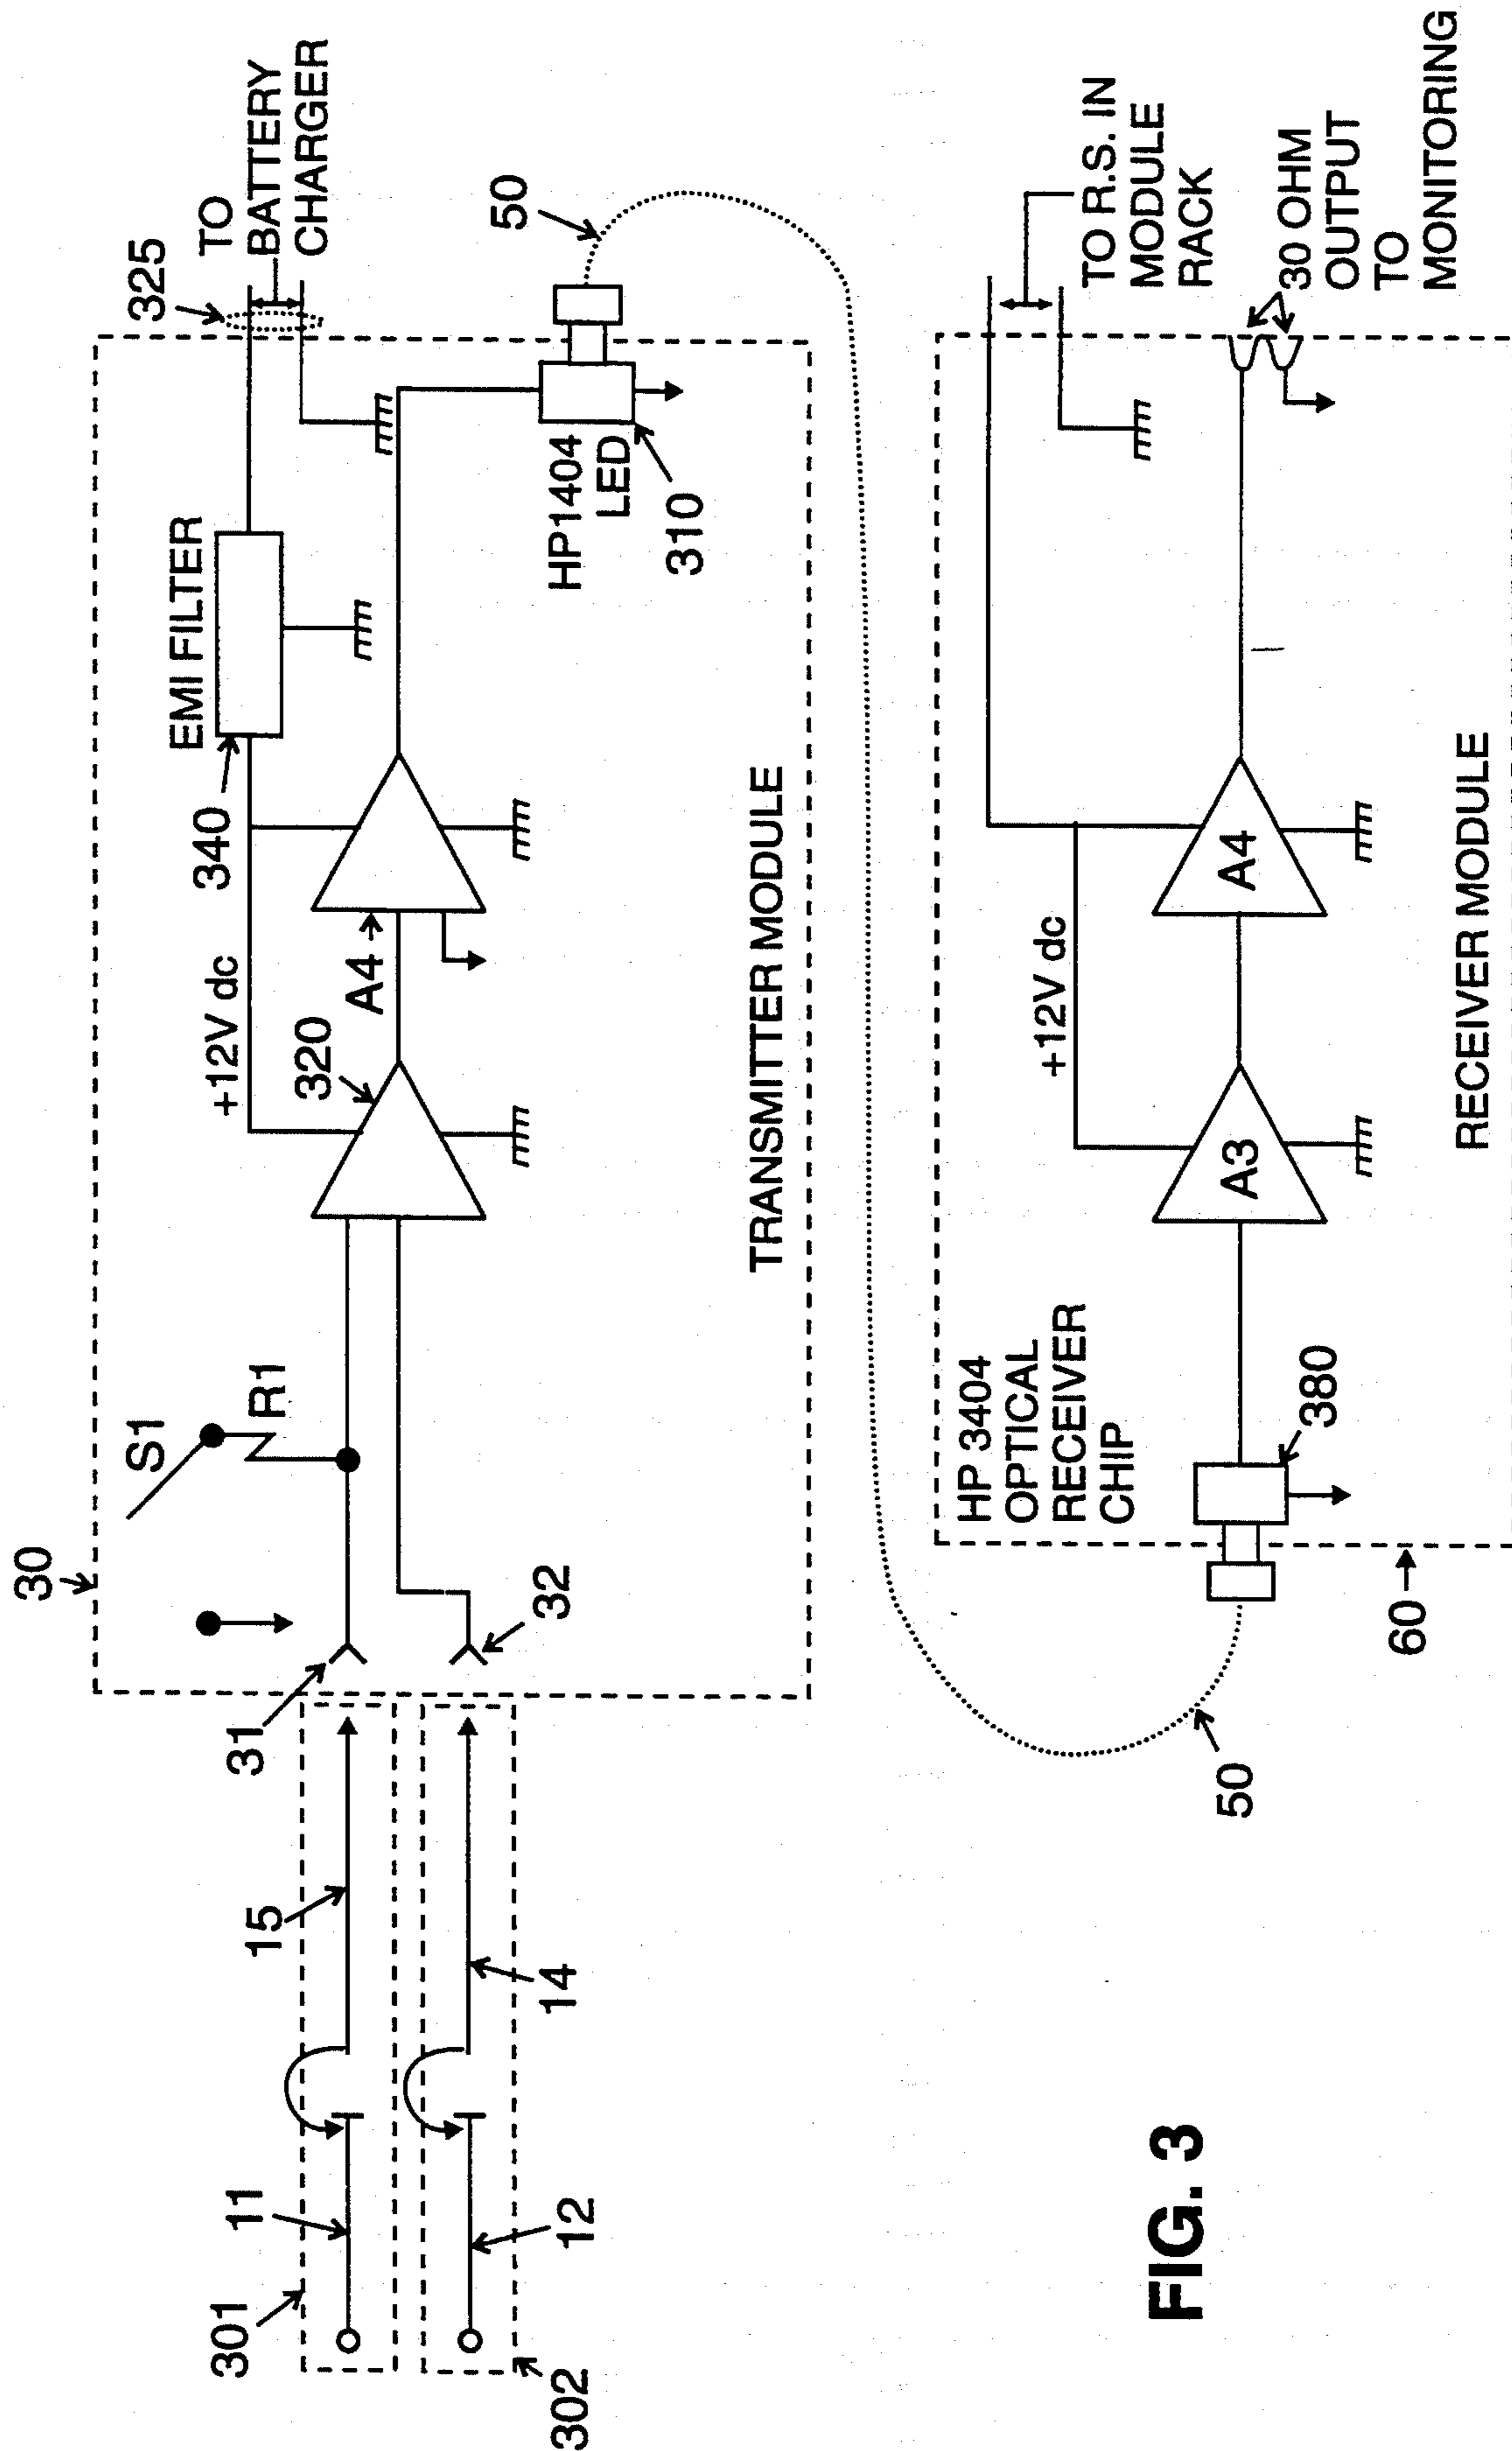 30
S1
R1
+12V dc
340
EMI FILTER
325
TO
BATTERY
CHARGER
301
11
15
31
320
A4
HP1404
LED
310
50
302
12
14
32
TRANSMITTER MODULE
HP 3404
OPTICAL
RECEIVER
CHIP
+12V dc
TO R.S. IN
MODULE
RACK
50
380
A3
A4
30 OHM
OUTPUT
TO
MONITORING
60
RECEIVER MODULE
FIG. 3